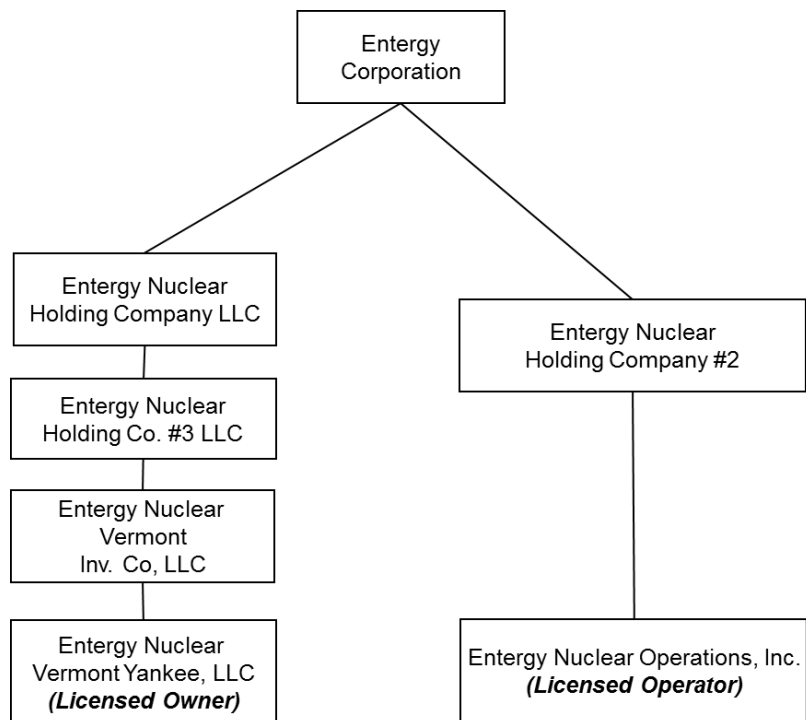 Entergy
Corporation
Entergy Nuclear
Holding Company LLC
Entergy Nuclear
Holding Company #2
Entergy Nuclear
Holding Co. #3 LLC
Entergy Nuclear
Vermont
Inv. Co, LLC
Entergy Nuclear
Vermont Yankee, LLC
(Licensed Owner)
Entergy Nuclear Operations, Inc.
(Licensed Operator)